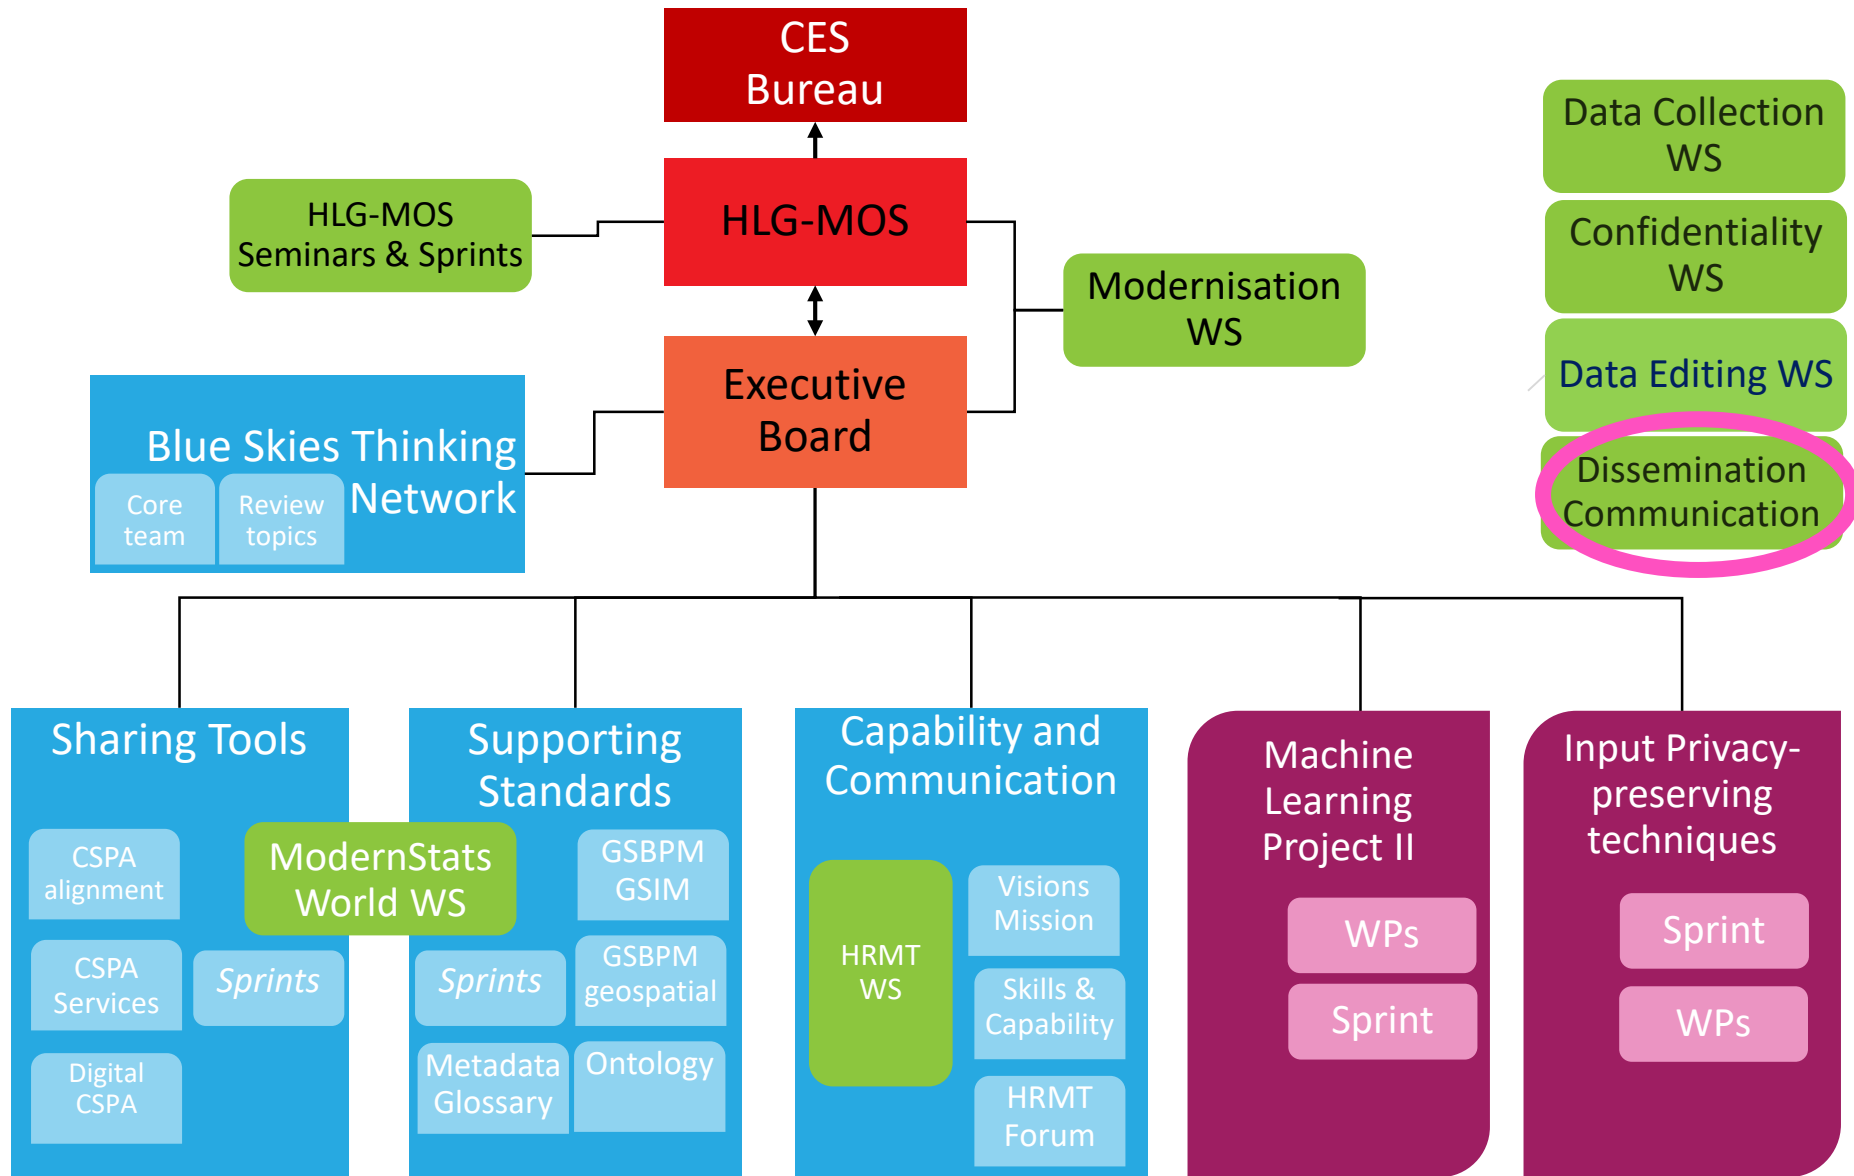 CES
Bureau
HLG-MOS
Seminars & Sprints
HLG-MOS
Modernisation
WS
Data Collection
WS
Confidentiality
WS
Data Editing WS
Dissemination
Communication
Executive
Board
Blue Skies Thinking
Network
Core
team
Review
topics
Sharing Tools
CSPA
alignment
CSPA
Services
Sprints
Digital
CSPA
ModernStats
World WS
Supporting
Standards
GSBPM
GSIM
Sprints
GSBPM
geospatial
Metadata
Glossary
Ontology
Capability and
Communication
HRMT
WS
Visions
Mission
Skills &
Capability
HRMT
Forum
Machine
Learning
Project II
WPs
Sprint
Input Privacy-
preserving
techniques
Sprint
WPs